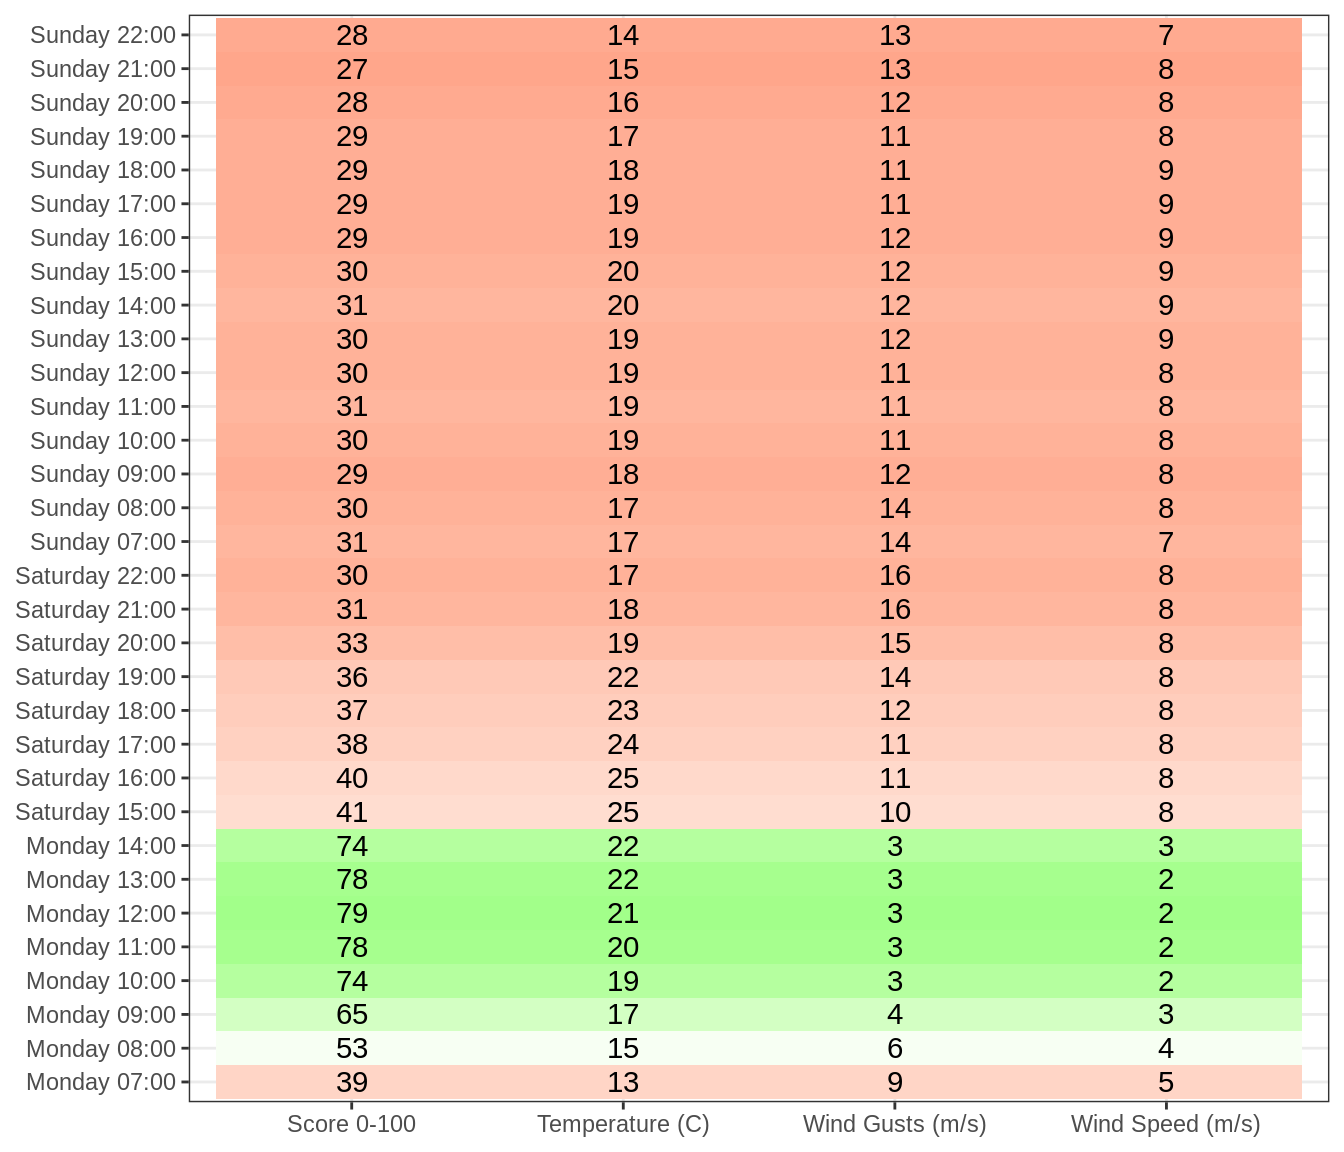 Sunday 22:00 28 14 13 7
Sunday 21:00 27 15 13 8
Sunday 20:00 28 16 12 8
Sunday 19:00 29 17 11 8
Sunday 18:00 29 18 11 9
Sunday 17:00 29 19 11 9
Sunday 16:00 29 19 12 9
Sunday 15:00 30 20 12 9
Sunday 14:00 31 20 12 9
Sunday 13:00 30 19 12 9
Sunday 12:00 30 19 11 8
Sunday 11:00 31 19 11 8
Sunday 10:00 30 19 11 8
Sunday 09:00 29 18 12 8
Sunday 08:00 30 17 14 8
Sunday 07:00 31 17 14 7
Saturday 22:00 30 17 16 8
Saturday 21:00 31 18 16 8
Saturday 20:00 33 19 15 8
Saturday 19:00 36 22 14 8
Saturday 18:00 37 23 12 8
Saturday 17:00 38 24 11 8
Saturday 16:00 40 25 11 8
Saturday 15:00 41 25 10 8
Monday 14:00 74 22 3 3
Monday 13:00 78 22 3 2
Monday 12:00 79 21 3 2
Monday 11:00 78 20 3 2
Monday 10:00 74 19 3 2
Monday 09:00 65 17 4 3
Monday 08:00 53 15 6 4
Monday 07:00 39 13 9 5
Score 0-100 Temperature (C) Wind Gusts (m/s) Wind Speed (m/s)